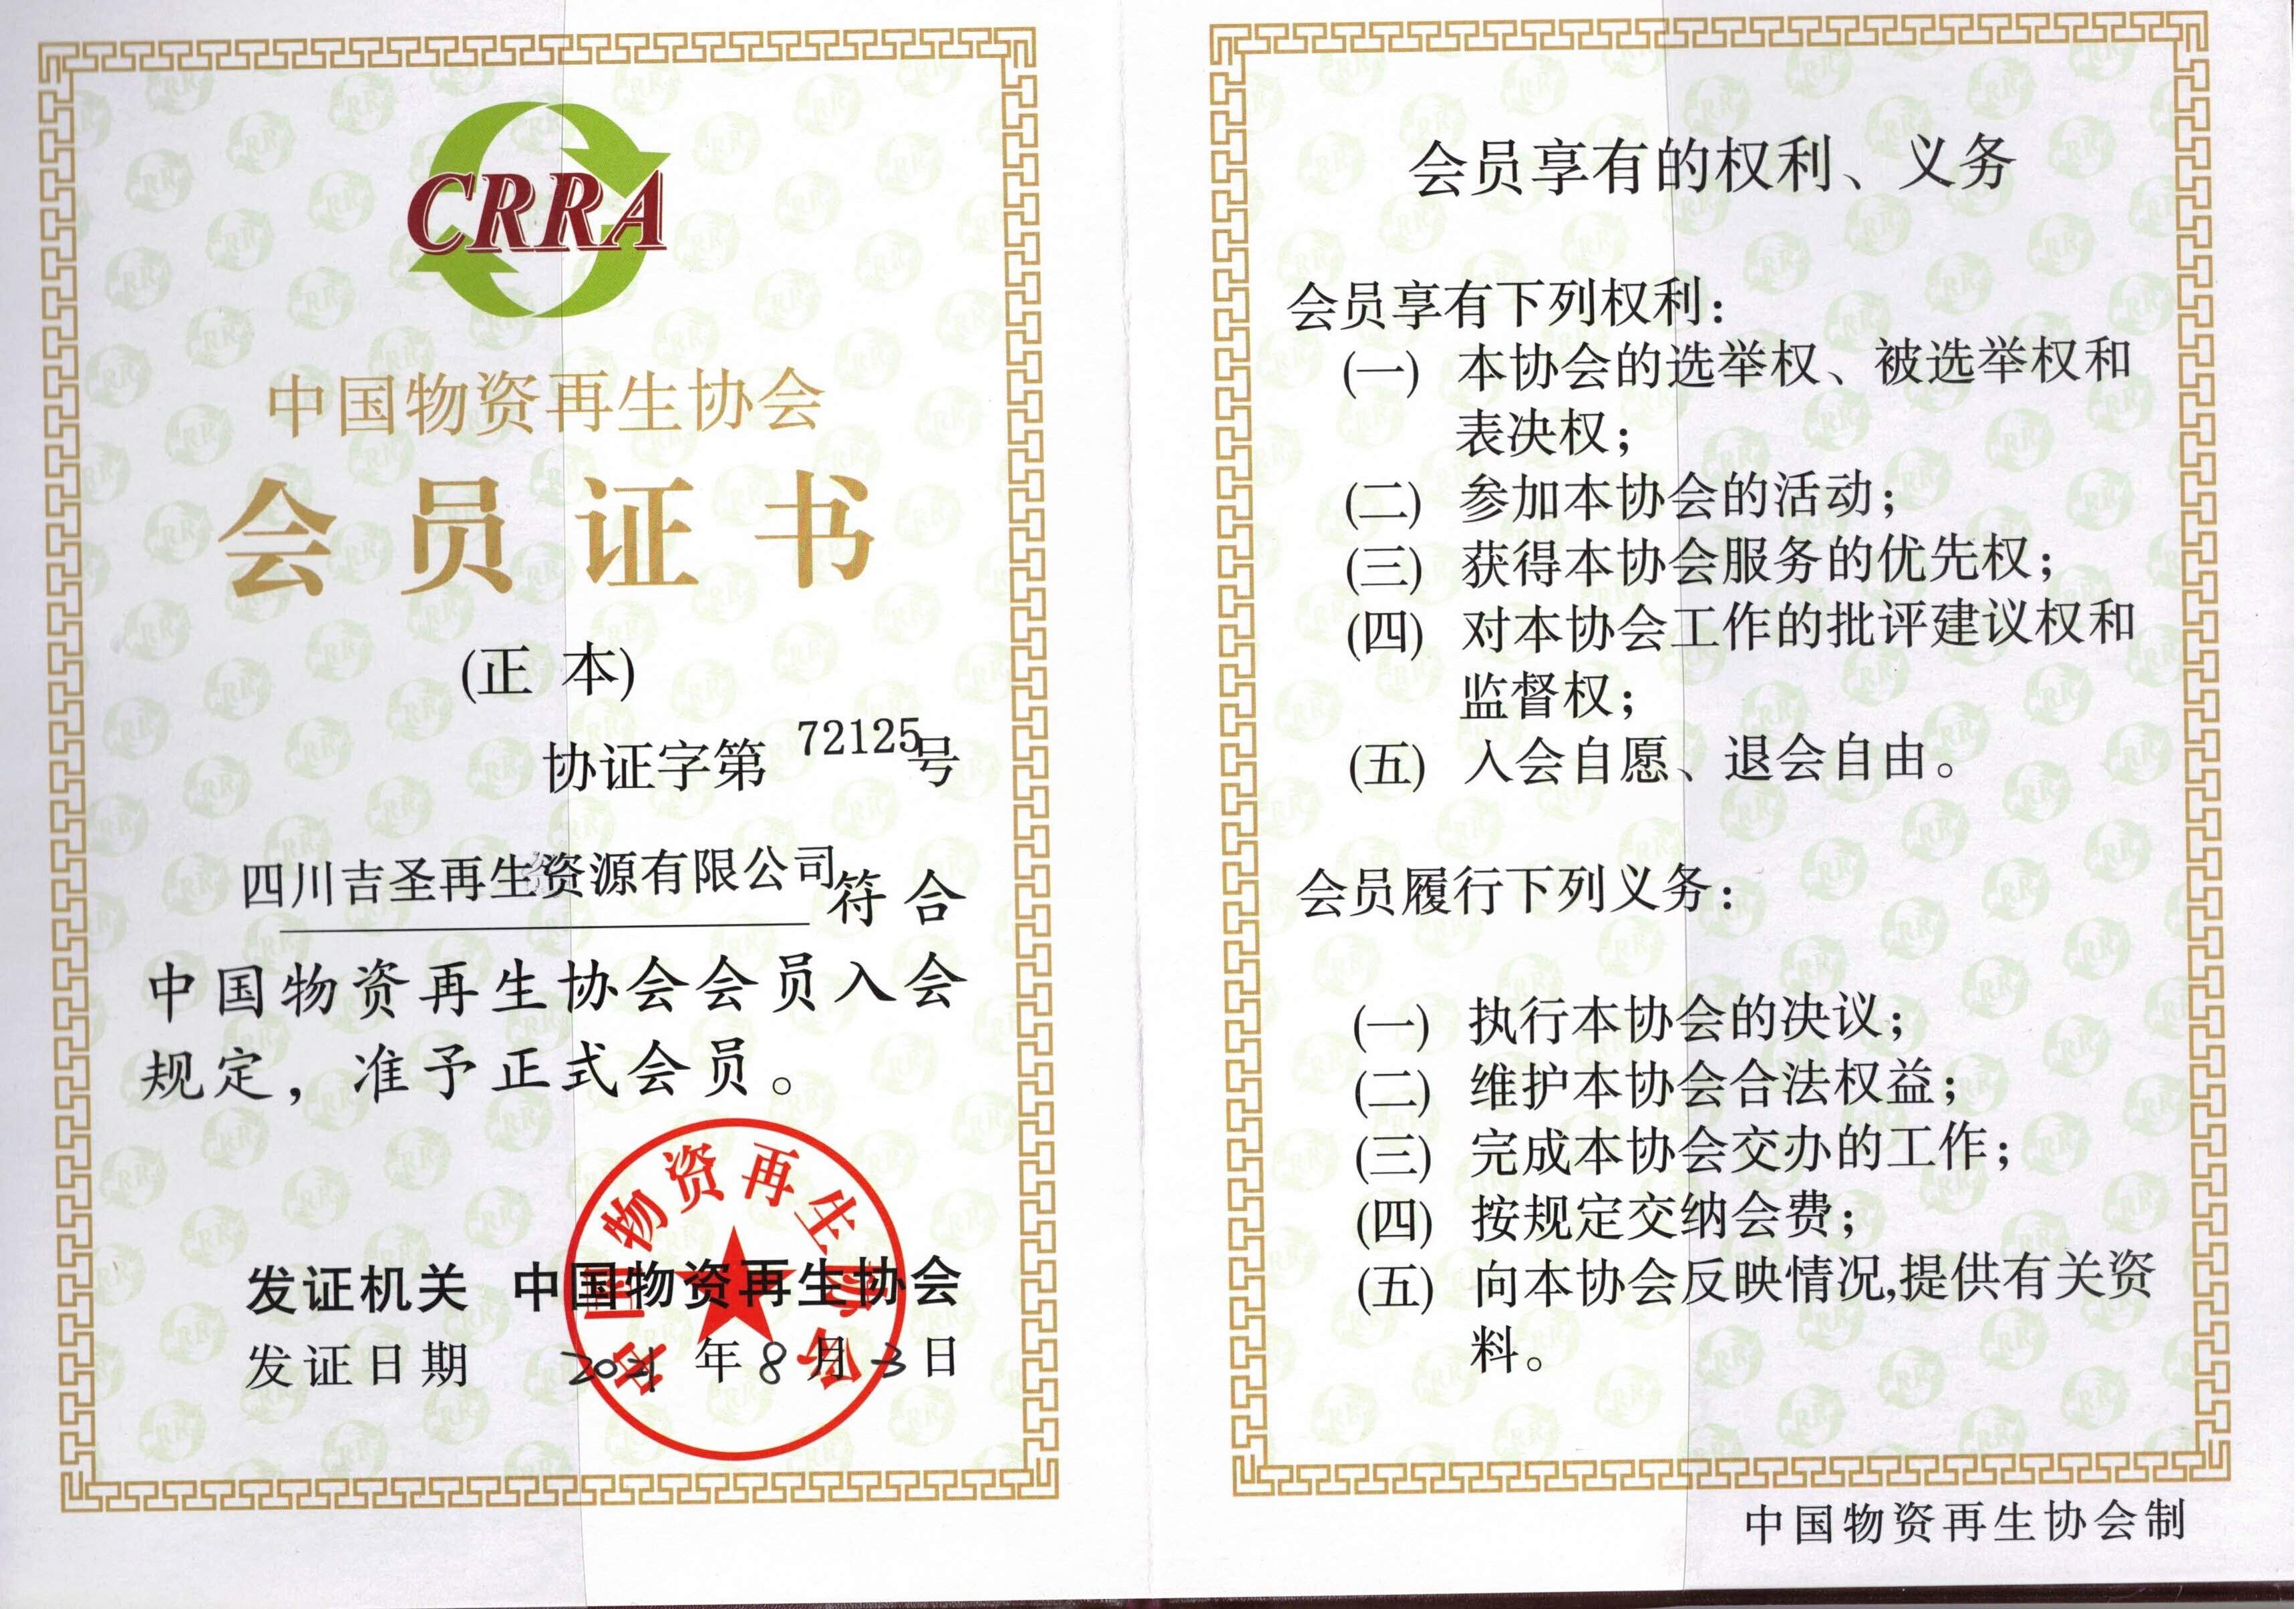 CRRA
中国物资再生协会
会员证书
(正 本)
协证字第 72125号
四川吉圣再生资源有限公司符合
中国物资再生协会会员入会
规定，准予正式会员。
中国物资再生协会
发证机关 中国物资再生协会
发证日期 2021 年 8 月 3 日
会员享有的权利、义务
会员享有下列权利：
(一) 本协会的选举权、被选举权和
表决权；
(二) 参加本协会的活动；
(三) 获得本协会服务的优先权；
(四) 对本协会工作的批评建议权和
监督权；
(五) 入会自愿、退会自由。
会员履行下列义务：
(一) 执行本协会的决议；
(二) 维护本协会合法权益；
(三) 完成本协会交办的工作；
(四) 按规定交纳会费；
(五) 向本协会反映情况,提供有关资
料。
中国物资再生协会制